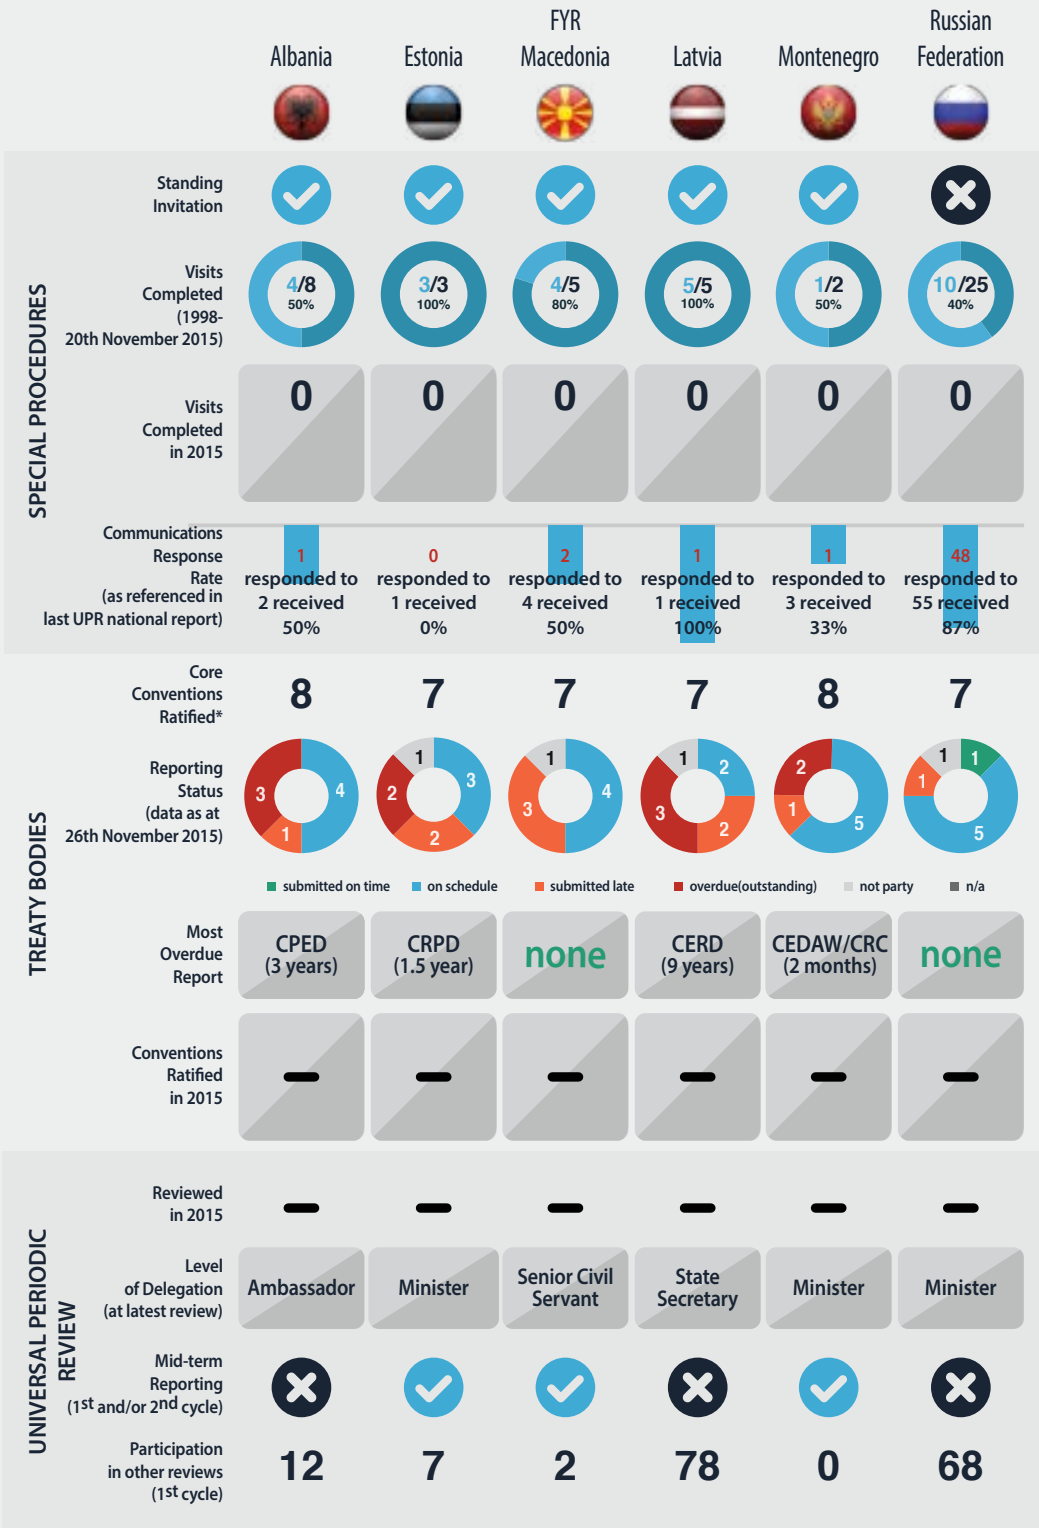 FYR
Russian
Albania Estonia Macedonia Latvia Montenegro Federation
SPECIAL PROCEDURES
Standing
Invitation
Visits
Completed
(1998-
20th November 2015)
4/8 3/3 4/5 5/5 1/2 10/25
50% 100% 80% 100% 50% 40%
Visits
Completed
in 2015
0 0 0 0 0 0
Communications
Response
Rate
(as referenced in
last UPR national report)
1 0 2 1 1 48
responded to responded to responded to responded to responded to responded to
2 received 1 received 4 received 1 received 3 received 55 received
50% 0% 50% 100% 33% 87%
TREATY BODIES
Core
Conventions
Ratified*
8 7 7 7 8 7
Reporting
Status
(data as at
26th November 2015)
3 4 1
1 3 2 2
1 4 3
1 2 3 2
2 1 5
1 1 1 5
submitted on time on schedule submitted late overdue(outstanding) not party n/a
Most
Overdue
Report
CPED
(3 years)
CRPD
(1.5 year)
none
CERD
(9 years)
CEDAW/CRC
(2 months)
none
Conventions
Ratified
in 2015
UNIVERSAL PERIODIC
REVIEW
Reviewed
in 2015
Level
of Delegation
(at latest review)
Ambassador
Minister
Senior Civil
Servant
State
Secretary
Minister
Minister
Mid-term
Reporting
(1st and/or 2nd cycle)
Participation
in other reviews
(1st cycle)
12 7 2 78 0 68